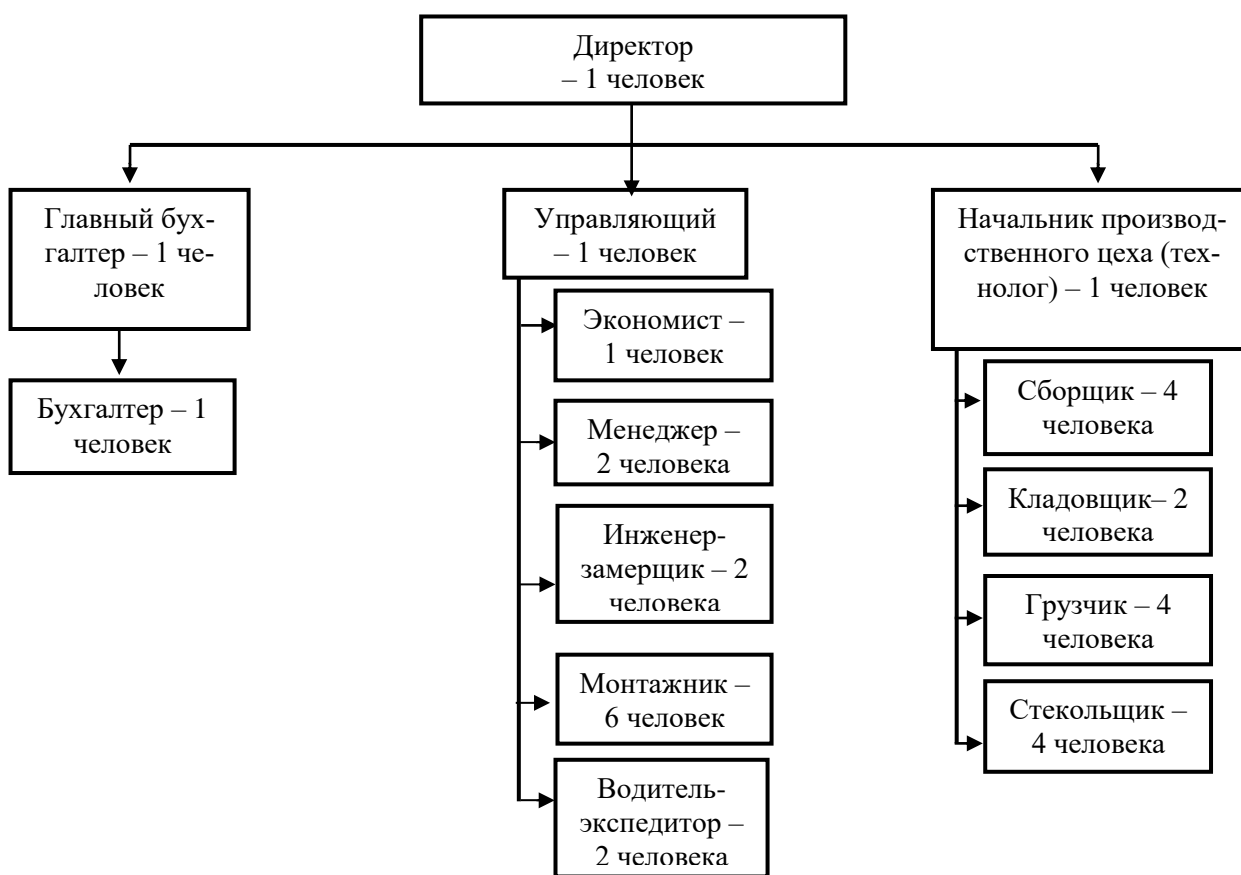 Директор
– 1 человек
Главный бух-
галтер – 1 че-
ловек
Бухгалтер – 1
человек
Управляющий
– 1 человек
Экономист –
1 человек
Менеджер –
2 человека
Инженер-
замерщик – 2
человека
Монтажник –
6 человек
Водитель-
экспедитор –
2 человека
Начальник производ-
ственного цеха (тех-
нолог) – 1 человек
Сборщик – 4
человека
Кладовщик– 2
человека
Грузчик – 4
человека
Стекольщик –
4 человека